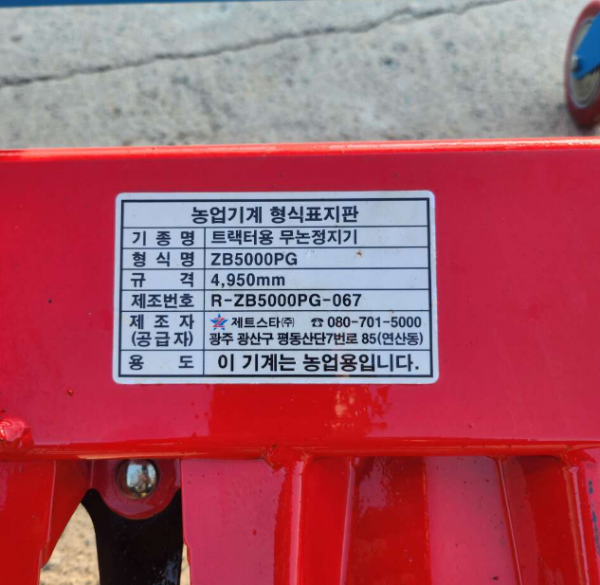 농업기계 형식표지판
기 종 명 트랙터용 무논정지기
형 식 명 ZB5000PG
규 격 4,950mm
제조번호 R-ZB5000PG-067
제 조 자 제트스타㈜ ☎ 080-701-5000
(공급자) 광주 광산구 평동산단7번로 85(연산동)
용 도 이 기계는 농업용입니다.